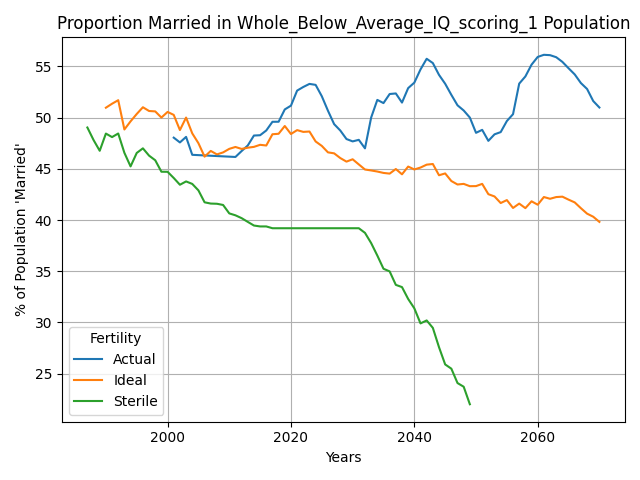 Proportion Married in Whole_Below_Average_IQ_scoring_1 Population
% of Population 'Married'
55
50
45
40
35
30
25
Fertility
Actual
Ideal
Sterile
2000 2020 2040 2060
Years